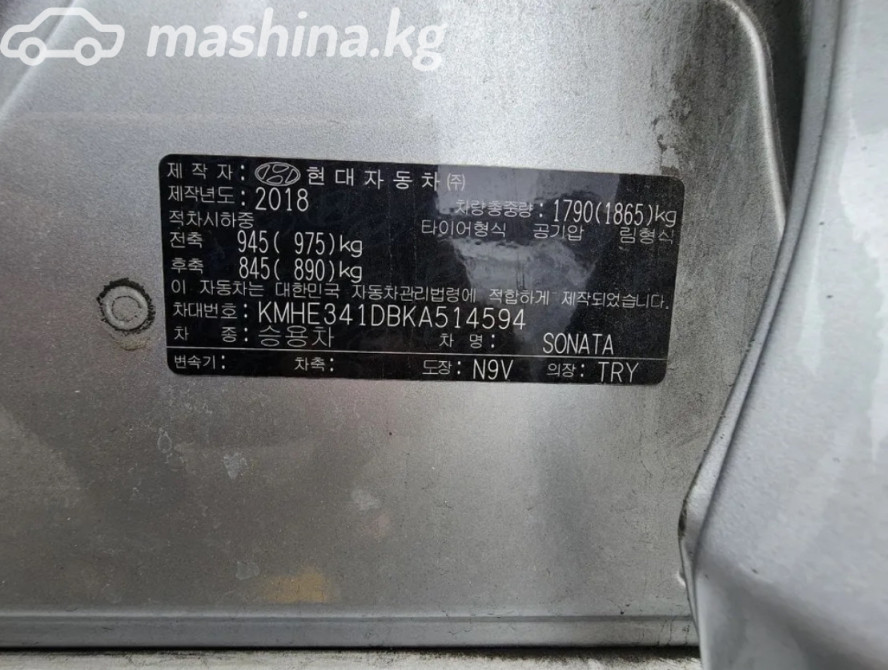 mashina.kg
제 작 자 : 현대자동차㈜
제작년도 : 2018 차량총중량 : 1790(1865)kg
적차시하중 타이어형식 공기압 림형식
전축 945( 975)kg
후축 845( 890)kg
이 자동차는 대한민국 자동차관리법령에 적합하게 제작되었습니다.
차대번호 : KMHE341DBKA514594
차 종 : 승용차 차 명 : SONATA
변속기 : 차축 : 도장 : N9V 의장 : TRY